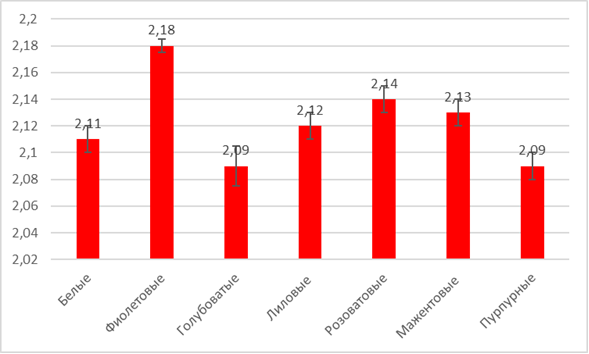 2,2
2,18
2,16
2,14
2,12
2,1
2,08
2,06
2,04
2,02
2,11
2,18
2,09
2,12
2,14
2,13
2,09
Белые
Фиолетовые
Голубоватые
Лиловые
Розоватовые
Мажентовые
Пурпурные